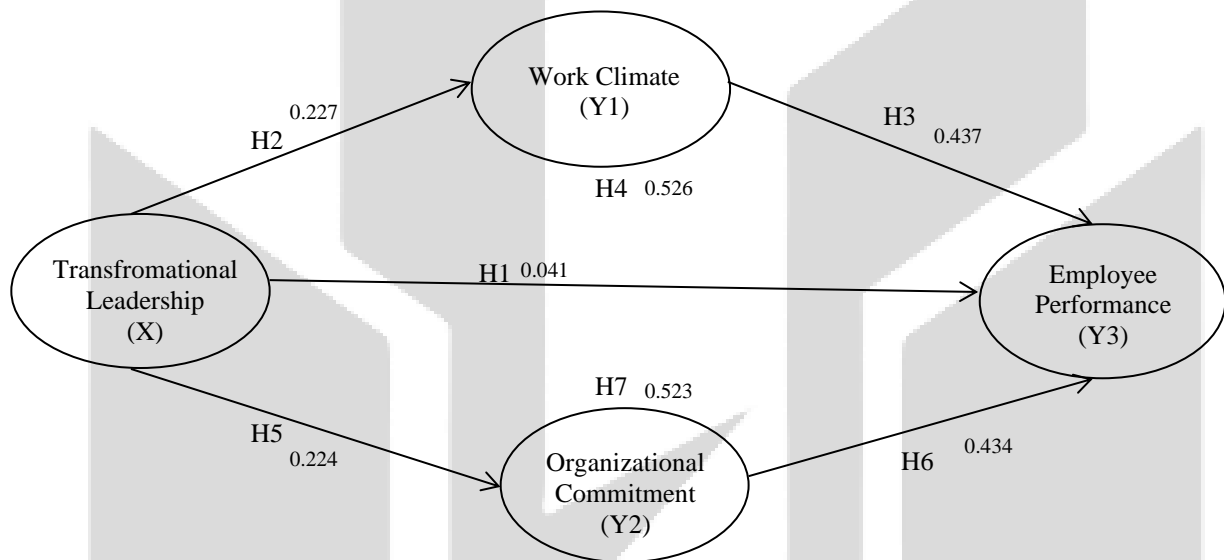 Work Climate
(Y1)
0.227
H2
H3
0.437
H4 0.526
Transfromational
Leadership
(X)
H1 0.041
Employee
Performance
(Y3)
H7 0.523
H5
0.224
Organizational
Commitment
(Y2)
H6 0.434